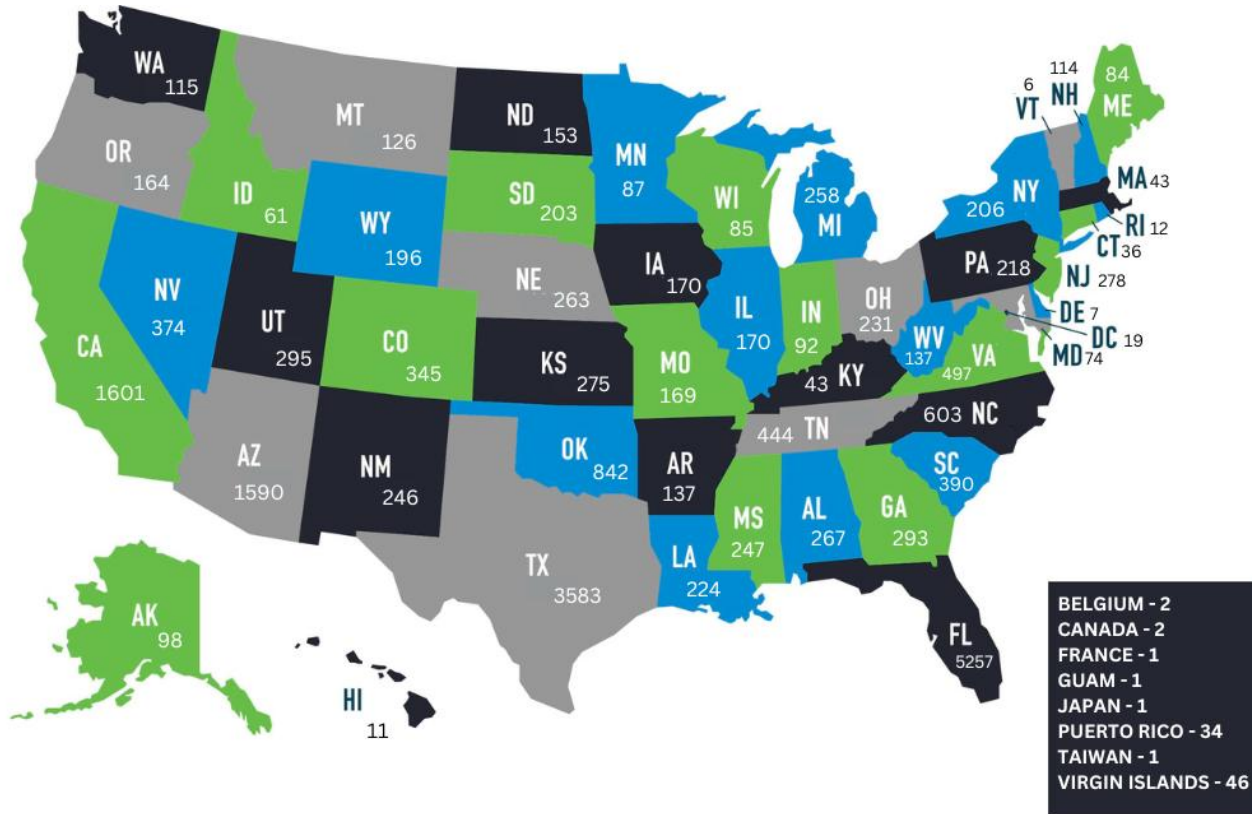 WA
115
OR
164
CA
1601
NV
374
ID
61
MT
126
WY
196
UT
295
AZ
1590
CO
345
NM
246
ND
153
SD
203
NE
263
KS
275
OK
842
TX
3583
MN
87
IA
170
MO
169
AR
137
LA
224
WI
85
IL
170
258
MI
IN
92
OH
231
43 KY
444 TN
MS
247
AL
267
GA
293
FL
5257
SC
390
603 NC
497 VA
WV
137
PA 218
NY
206
6
VT
114
NH
84
ME
MA 43
RI 12
CT 36
NJ 278
DE 7
DC 19
MD 74
AK
98
HI
11
BELGIUM - 2
CANADA - 2
FRANCE - 1
GUAM - 1
JAPAN - 1
PUERTO RICO - 34
TAIWAN - 1
VIRGIN ISLANDS - 46